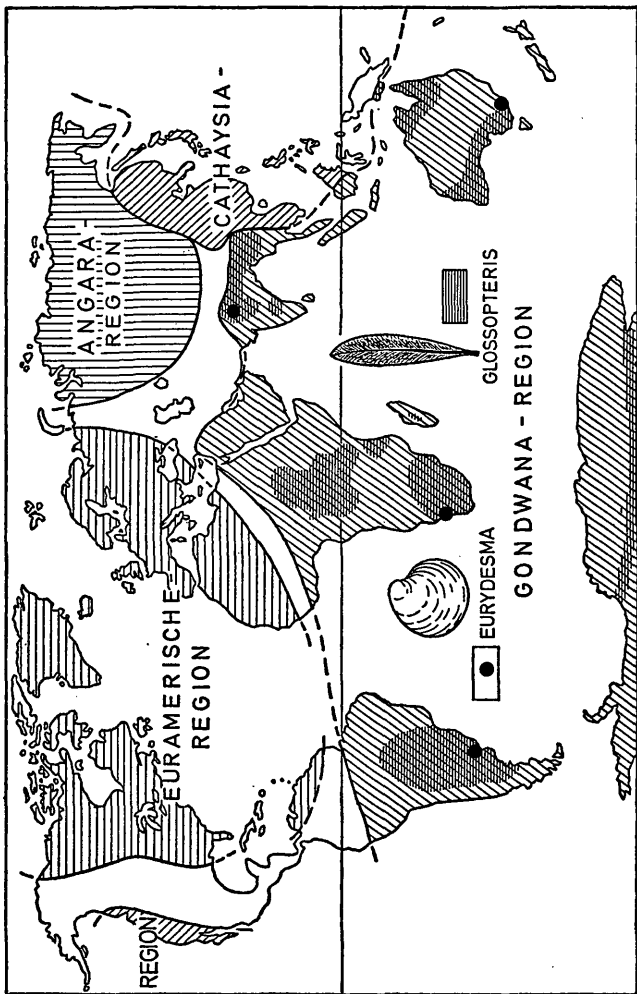 REGION
EURAMERISCHE
REGION
ANGARA-
REGION
CATHAYSIA-
EURYDESMA
GLOSSOPTERIS
GONDWANA-REGION